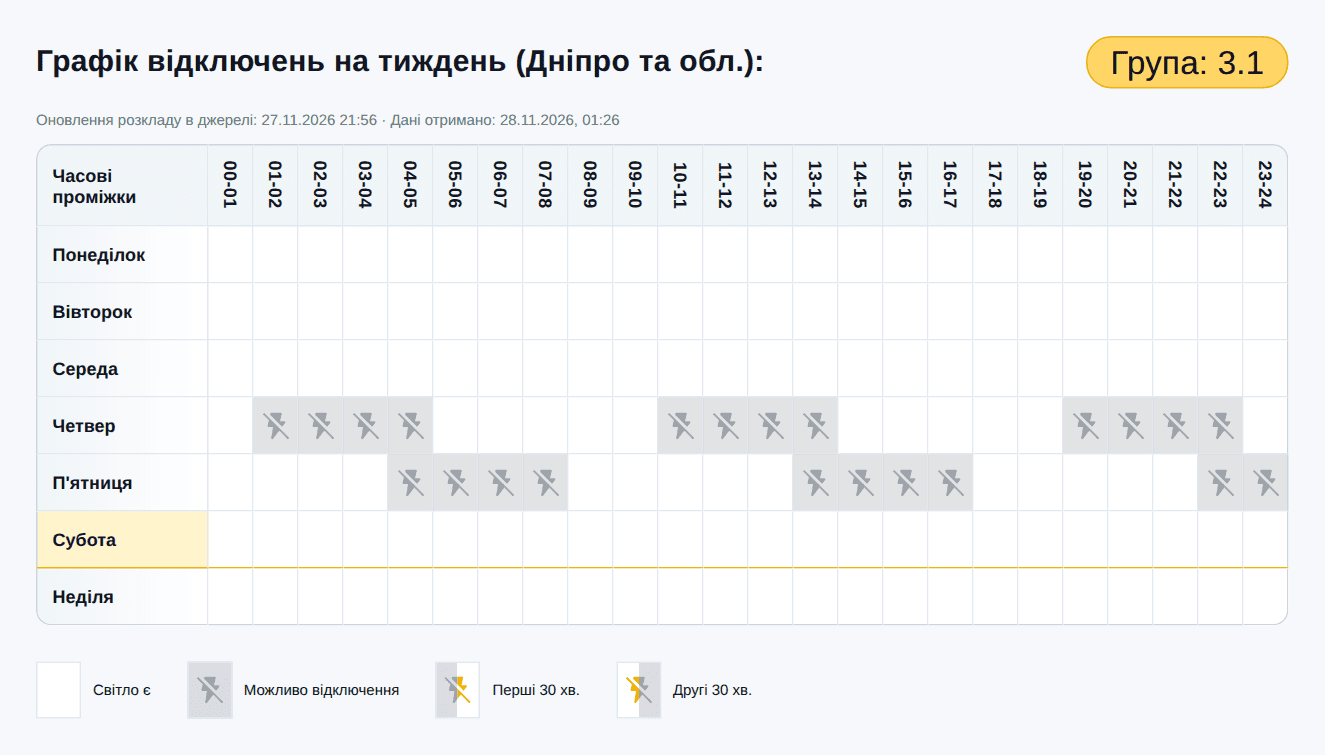 Графік відключень на тиждень (Дніпро та обл.):
Група: 3.1
Оновлення розкладу в джерелі: 27.11.2026 21:56 · Дані отримано: 28.11.2026, 01:26
Часові
проміжки
00-01
01-02
02-03
03-04
04-05
05-06
06-07
07-08
08-09
09-10
10-11
11-12
12-13
13-14
14-15
15-16
16-17
17-18
18-19
19-20
20-21
21-22
22-23
23-24
Понеділок
Вівторок
Середа
Четвер
П'ятниця
Субота
Неділя
Світло є
Можливо відключення
Перші 30 хв.
Другі 30 хв.